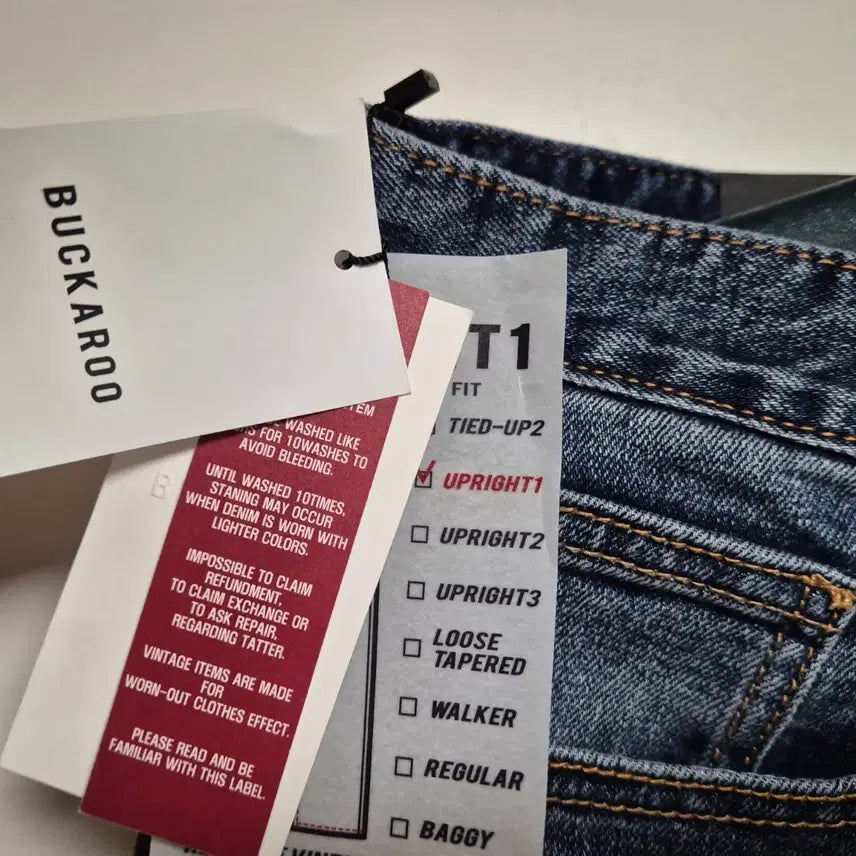 BUCKAROO
WASHED LIKE
FOR 10WASHES TO
AVOID BLEEDING.
UNTIL WASHED 10TIMES,
STANING MAY OCCUR
WHEN DENIM IS WORN WITH
LIGHTER COLORS.
IMPOSSIBLE TO CLAIM
REFUNDMENT,
TO CLAIM EXCHANGE OR
TO ASK REPAIR,
REGARDING TATTER.
VINTAGE ITEMS ARE MADE
FOR
WORN-OUT CLOTHES EFFECT.
PLEASE READ AND BE
FAMILIAR WITH THIS LABEL.
B
T1
FIT
TIED-UP2
UPRIGHT1
UPRIGHT2
UPRIGHT3
LOOSE
TAPERED
WALKER
REGULAR
BAGGY